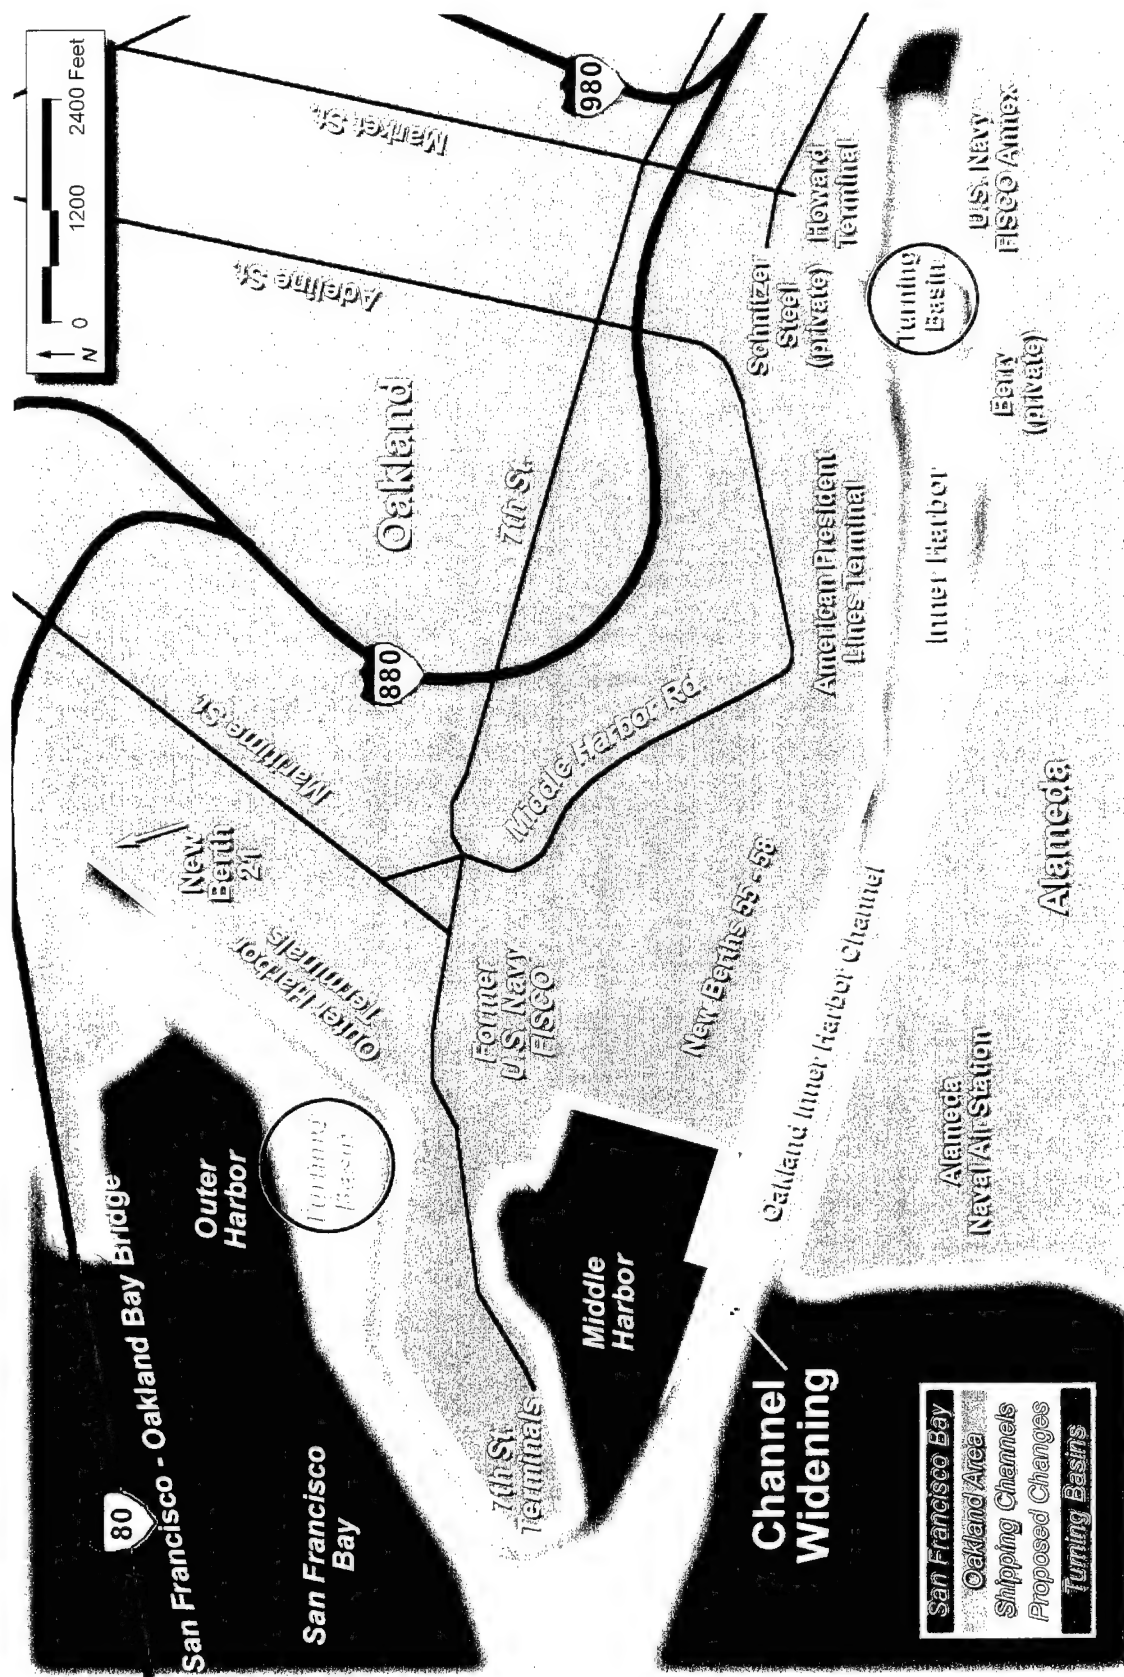 0 1200 2400 Feet
N
80
San Francisco - Oakland Bay Bridge
San Francisco
Bay
Outer
Harbor
Turning
Basin
Outer Harbor
Terminals
New
Berth
21
Maritime St.
880
Oakland
Adeline St.
Market St.
980
7th St.
Middle Harbor Rd.
Former
U.S. Navy
FISCO
7th St.
Terminals
Middle
Harbor
New Berths 55 - 58
American President
Lines Terminal
Schnitzer
Steel
(private)
Howard
Terminal
Channel
Widening
Oakland Inner Harbor Channel
Inner Harbor
Turning
Basin
U.S. Navy
FISCO Annex
Berry
(private)
Alameda
Naval Air Station
Alameda
San Francisco Bay
Oakland Area
Shipping Channels
Proposed Changes
Turning Basins